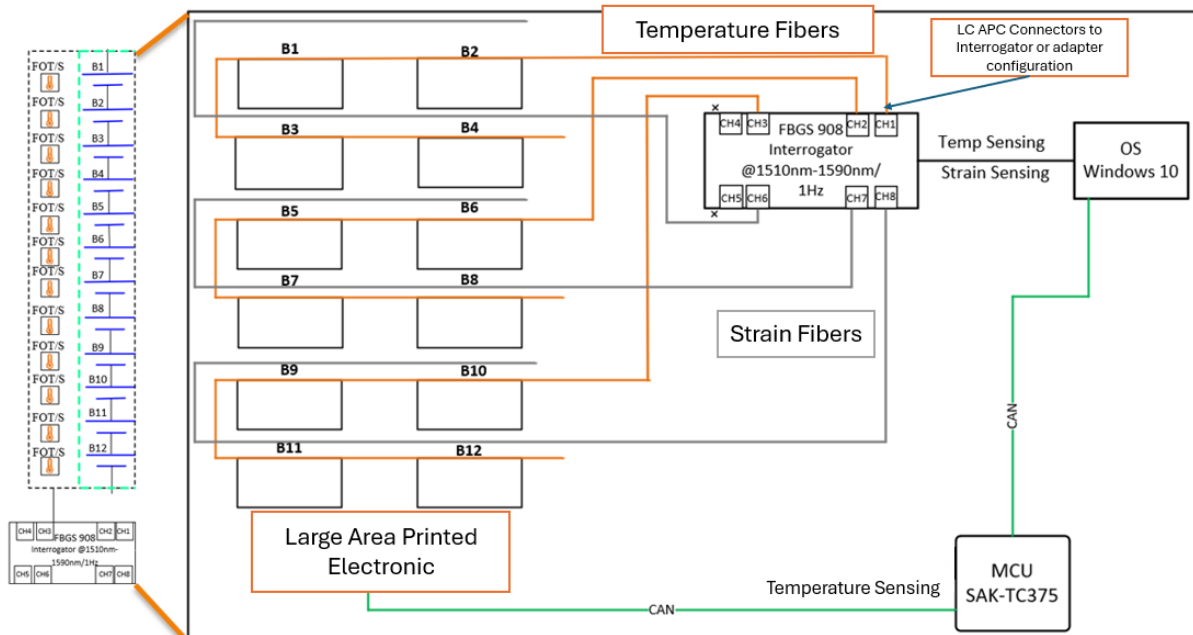 FOT/S
B1
FOT/S
B2
FOT/S
B3
FOT/S
B4
FOT/S
B5
FOT/S
B6
FOT/S
B7
FOT/S
B8
FOT/S
B9
FOT/S
B10
FOT/S
B11
FOT/S
B12
CH4
CH3
CH2
CH1
FBGS 908
Interrogator @1510nm-
1590nm/1Hz
CH5
CH6
CH7
CH8
Temperature Fibers
LC APC Connectors to
Interrogator or adapter
configuration
B1
B2
B3
B4
B5
B6
B7
B8
B9
B10
B11
B12
×
CH4
CH3
CH2
CH1
FBGS 908
Interrogator
@1510nm-1590nm/
1Hz
CH5
CH6
CH7
CH8
×
Temp Sensing
Strain Sensing
OS
Windows 10
Strain Fibers
CAN
Large Area Printed
Electronic
Temperature Sensing
CAN
MCU
SAK-TC375